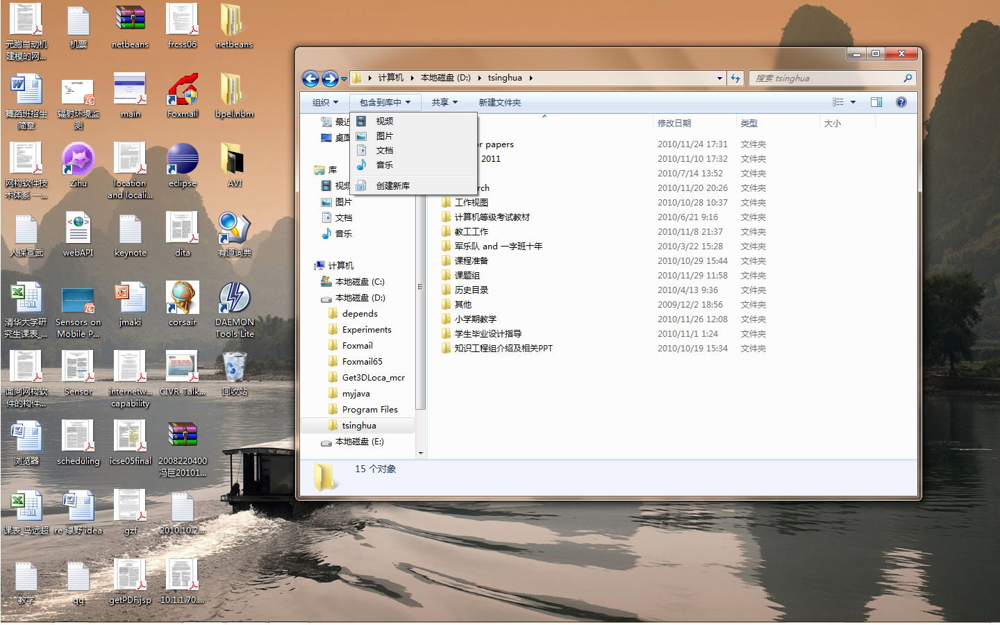 元胞自动机
建模的网...
机票
netbeans
frcss06
netbeans
舞蹈班招生
简章
辐射环境监
测
main
Foxmail
bpel.nbm
网构软件技
术体系 —...
Zihu
location
and locali...
eclipse
AVI
人保宣武
webAPI
keynote
dita
有道词典
清华大学研
究生课表_...
Sensors on
Mobile P...
jmaki
corsair
DAEMON
Tools Lite
面向网构软
件的构件...
Sensor
internetw...
capability
CIVR-Talk...
回收站
浏览器
scheduling
icse05final
2008220400
冯巨20101...
课表_马远超
re 绿野 idea
gzf
2010.10.2...
教学
qq
getPDF.jsp
10.1.1.70....
计算机
本地磁盘 (D:)
tsinghua
搜索 tsinghua
组织
包含到库中
共享
新建文件夹
视频
图片
文档
音乐
创建新库
最近
桌面
库
视频
图片
文档
音乐
计算机
本地磁盘 (C:)
本地磁盘 (D:)
depends
Experiments
Foxmail
Foxmail65
Get3DLoca_mcr
myjava
Program Files
tsinghua
本地磁盘 (E:)
修改日期
类型
大小
or papers 2010/11/24 17:31 文件夹
2011 2010/11/10 17:32 文件夹
2010/7/14 13:52 文件夹
rch 2010/11/20 20:26 文件夹
工作视图 2010/10/28 10:37 文件夹
计算机等级考试教材 2010/6/21 9:16 文件夹
教工工作 2010/11/8 21:37 文件夹
军乐队 and 一字班十年 2010/3/22 15:28 文件夹
课程准备 2010/10/29 15:44 文件夹
课题组 2010/11/29 11:58 文件夹
历史目录 2010/4/13 9:36 文件夹
其他 2009/12/2 18:56 文件夹
小学期教学 2010/11/26 12:08 文件夹
学生毕业设计指导 2010/11/1 1:24 文件夹
知识工程组介绍及相关PPT 2010/10/19 15:34 文件夹
15 个对象